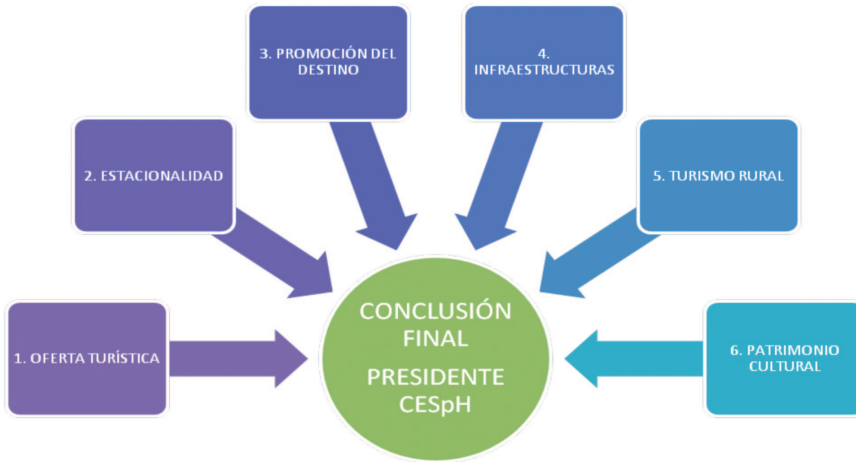 1. OFERTA TURÍSTICA
2. ESTACIONALIDAD
3. PROMOCIÓN DEL
DESTINO
4.
INFRAESTRUCTURAS
5. TURISMO RURAL
6. PATRIMONIO
CULTURAL
CONCLUSIÓN
FINAL
PRESIDENTE
CESpH